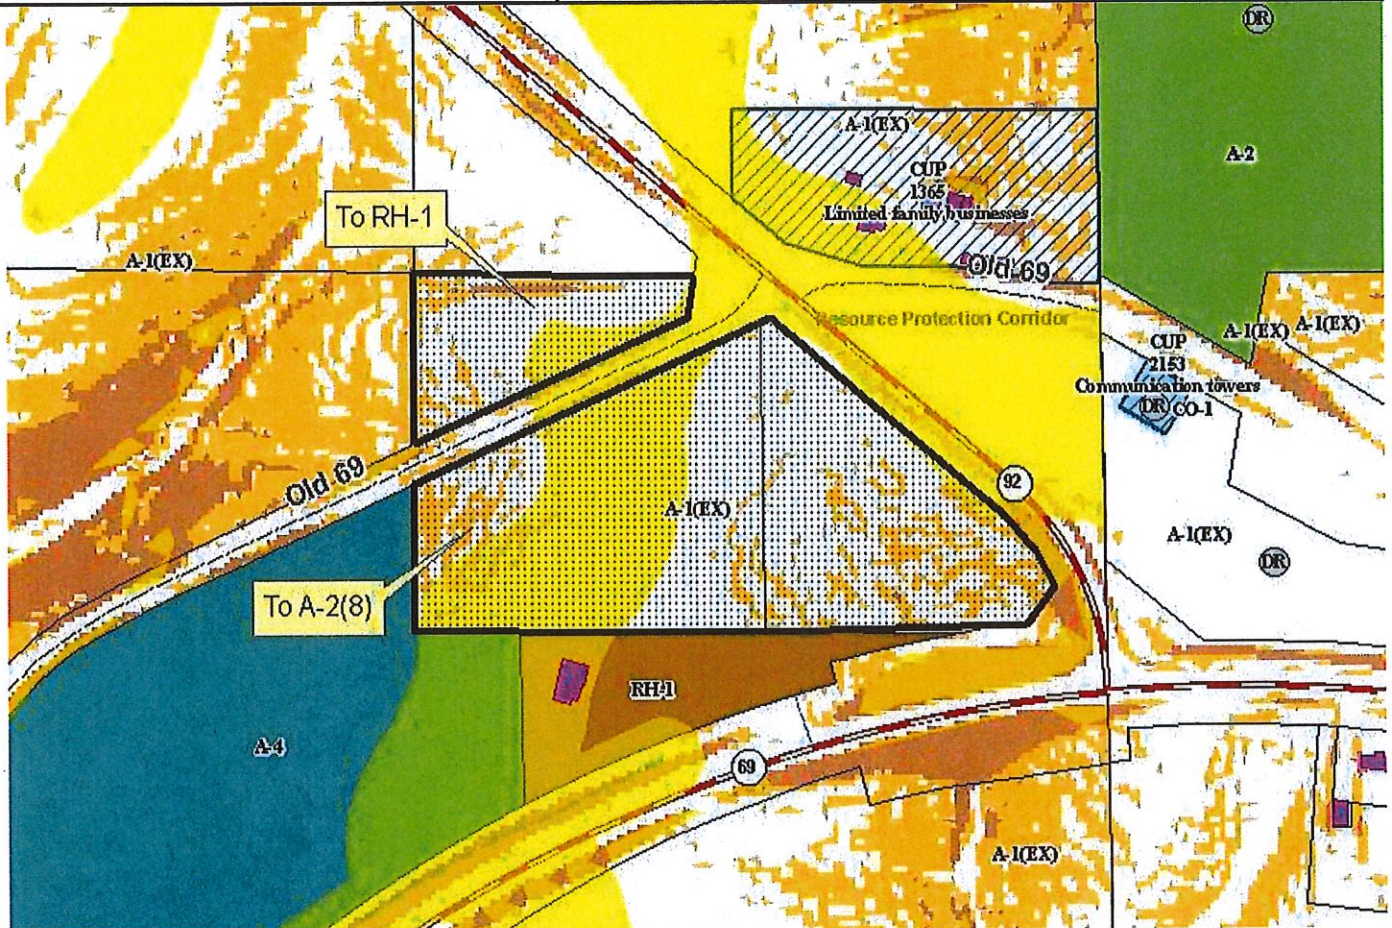 DR
A-1(EX)
A-2
CUP
1365
Limited family businesses
To RH-1
A-1(EX)
Old 69
Resource Protection Corridor
A-1(EX)
A-1(EX)
CUP
2153
Communication towers
DR
CO-1
Old 69
92
A-1(EX)
A-1(EX)
DR
To A-2(8)
RH-1
A-4
69
A-1(EX)